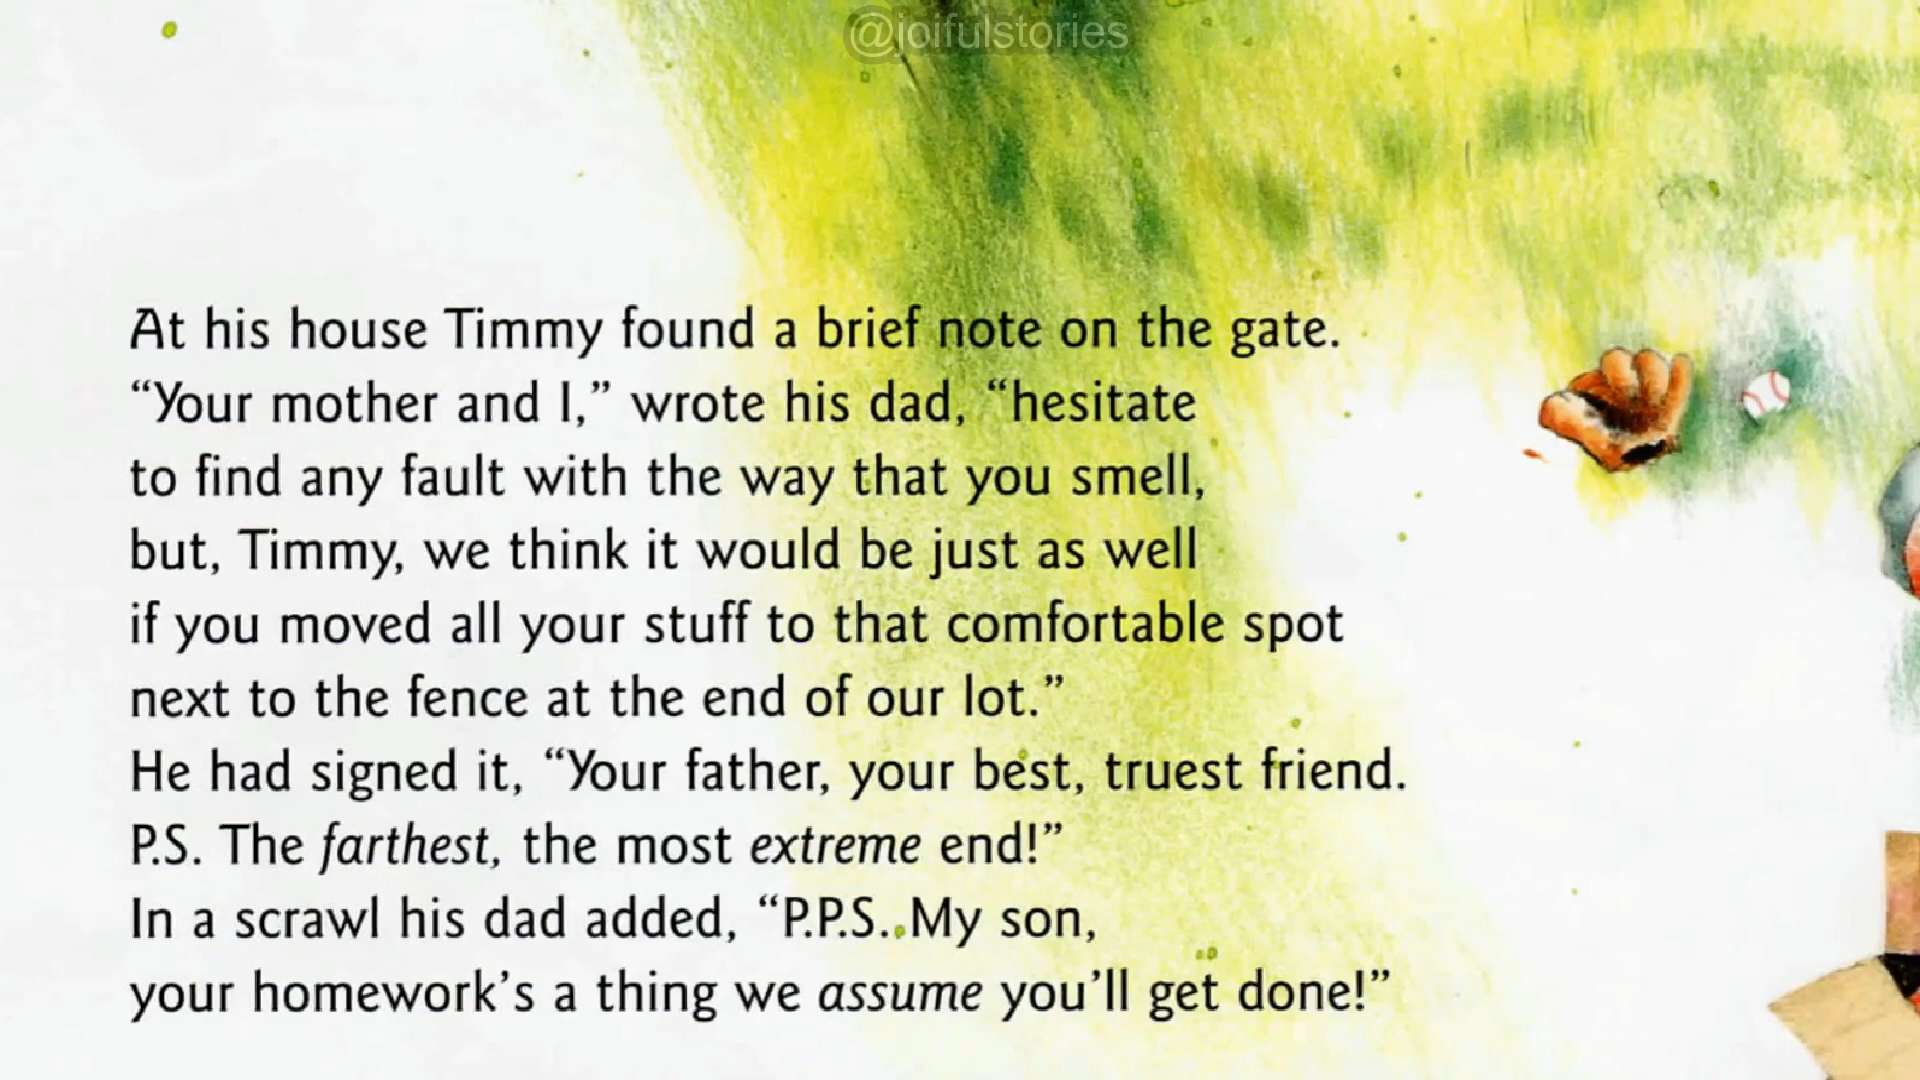 @joifulstories
At his house Timmy found a brief note on the gate.
“Your mother and I,” wrote his dad, “hesitate
to find any fault with the way that you smell,
but, Timmy, we think it would be just as well
if you moved all your stuff to that comfortable spot
next to the fence at the end of our lot.”
He had signed it, “Your father, your best, truest friend.
P.S. The farthest, the most extreme end!”
In a scrawl his dad added, “P.P.S. My son,
your homework’s a thing we assume you’ll get done!”